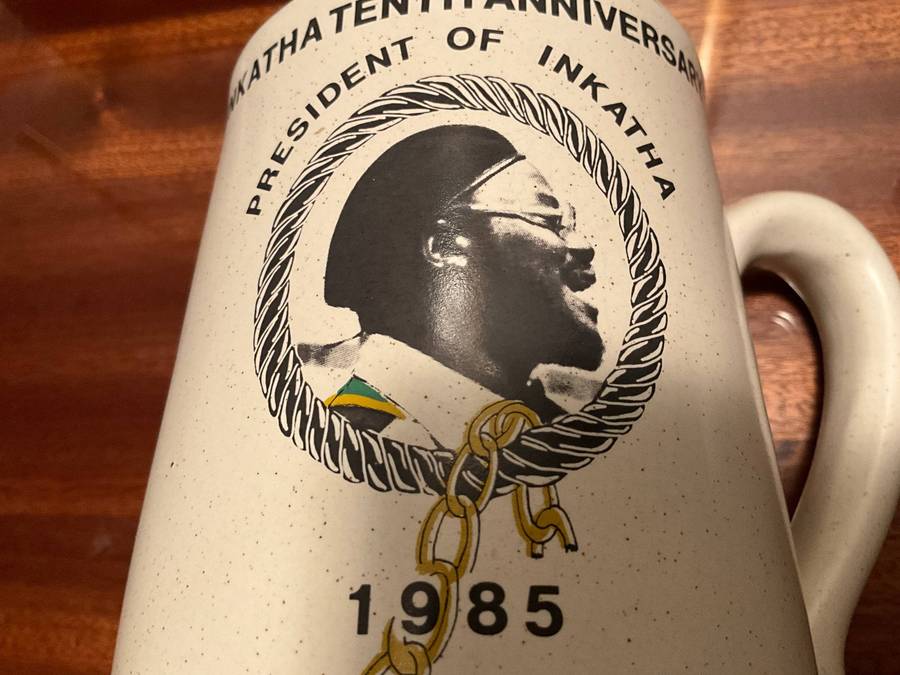 INKATHA TENTH ANNIVERSARY
PRESIDENT OF INKATHA
1985